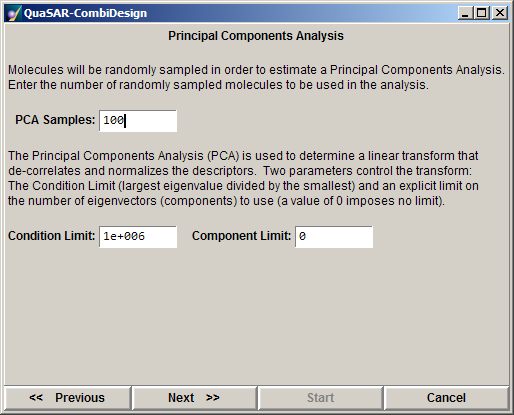 QuaSAR-CombiDesign
Principal Components Analysis
Molecules will be randomly sampled in order to estimate a Principal Components Analysis.
Enter the number of randomly sampled molecules to be used in the analysis.
PCA Samples: 100
The Principal Components Analysis (PCA) is used to determine a linear transform that
de-correlates and normalizes the descriptors. Two parameters control the transform:
The Condition Limit (largest eigenvalue divided by the smallest) and an explicit limit on
the number of eigenvectors (components) to use (a value of 0 imposes no limit).
Condition Limit: 1e+006 Component Limit: 0
<< Previous Next >> Start Cancel